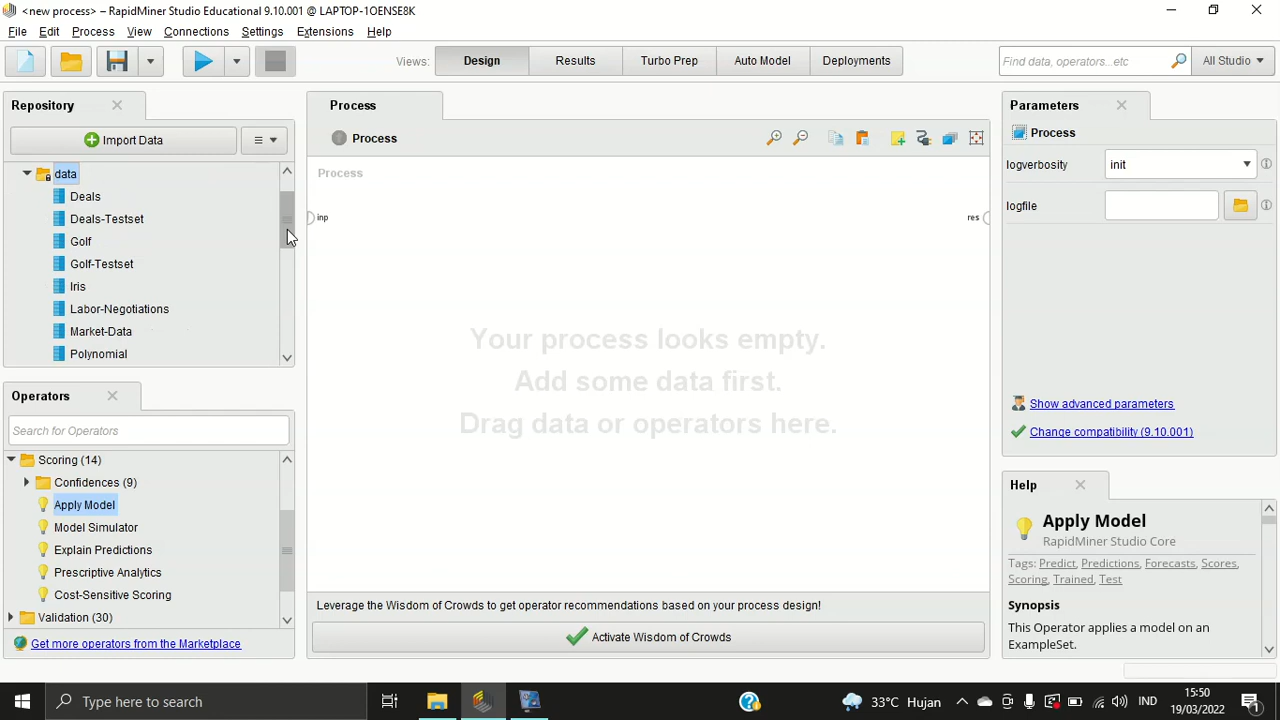 <new process> – RapidMiner Studio Educational 9.10.001 @ LAPTOP-1OENSE8K
File Edit Process View Connections Settings Extensions Help
Views: Design Results Turbo Prep Auto Model Deployments
Find data, operators...etc
All Studio
Repository
Import Data
data
Deals
Deals-Testset
Golf
Golf-Testset
Iris
Labor-Negotiations
Market-Data
Polynomial
Operators
Search for Operators
Scoring (14)
Confidences (9)
Apply Model
Model Simulator
Explain Predictions
Prescriptive Analytics
Cost-Sensitive Scoring
Validation (30)
Get more operators from the Marketplace
Process
Process
Process
inp
res
Your process looks empty.
Add some data first.
Drag data or operators here.
Leverage the Wisdom of Crowds to get operator recommendations based on your process design!
Activate Wisdom of Crowds
Parameters
Process
logverbosity
init
logfile
Show advanced parameters
Change compatibility (9.10.001)
Help
Apply Model
RapidMiner Studio Core
Tags: Predict, Predictions, Forecasts, Scores,
Scoring, Trained, Test
Synopsis
This Operator applies a model on an
ExampleSet.
Type here to search
33°C Hujan
IND
15:50
19/03/2022
1